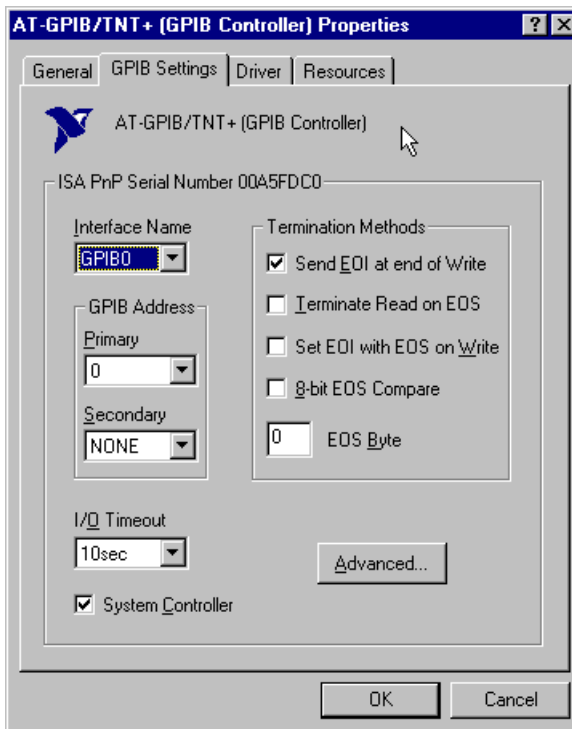 AT-GPIB/TNT+ (GPIB Controller) Properties
General GPIB Settings Driver Resources
AT-GPIB/TNT+ (GPIB Controller)
ISA PnP Serial Number 00A5FDC0
Interface Name
GPIB0
GPIB Address
Primary
0
Secondary
NONE
I/O Timeout
10sec
System Controller
Termination Methods
Send EOI at end of Write
Terminate Read on EOS
Set EOI with EOS on Write
8-bit EOS Compare
0 EOS Byte
Advanced...
OK Cancel